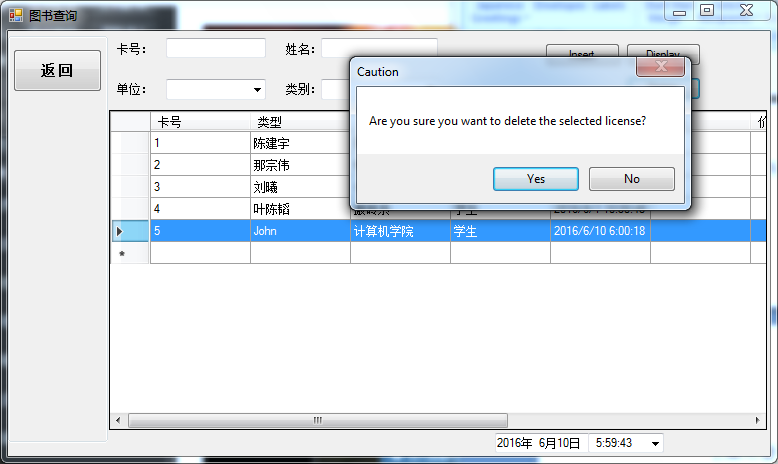 图书查询
返回
卡号： 姓名： Insert Display
单位： 类别：
Caution
Are you sure you want to delete the selected license?
Yes No
卡号 类型
1 陈建宇
2 那宗伟
3 刘曦
4 叶陈韬 学生
5 John 计算机学院 学生 2016/6/10 6:00:18
*
2016年 6月10日 5:59:43